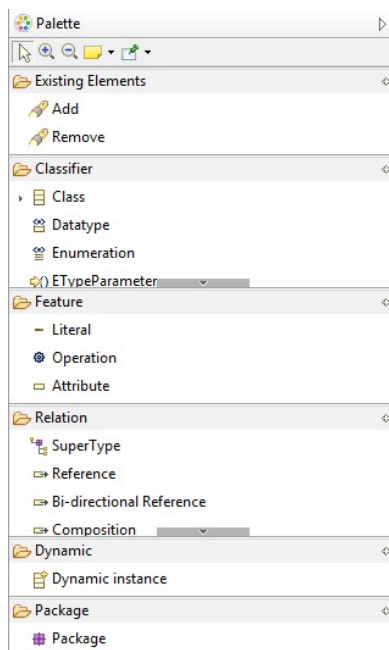 Palette
Existing Elements
Add
Remove
Classifier
Class
Datatype
Enumeration
ETypeParameter
Feature
Literal
Operation
Attribute
Relation
SuperType
Reference
Bi-directional Reference
Composition
Dynamic
Dynamic instance
Package
Package